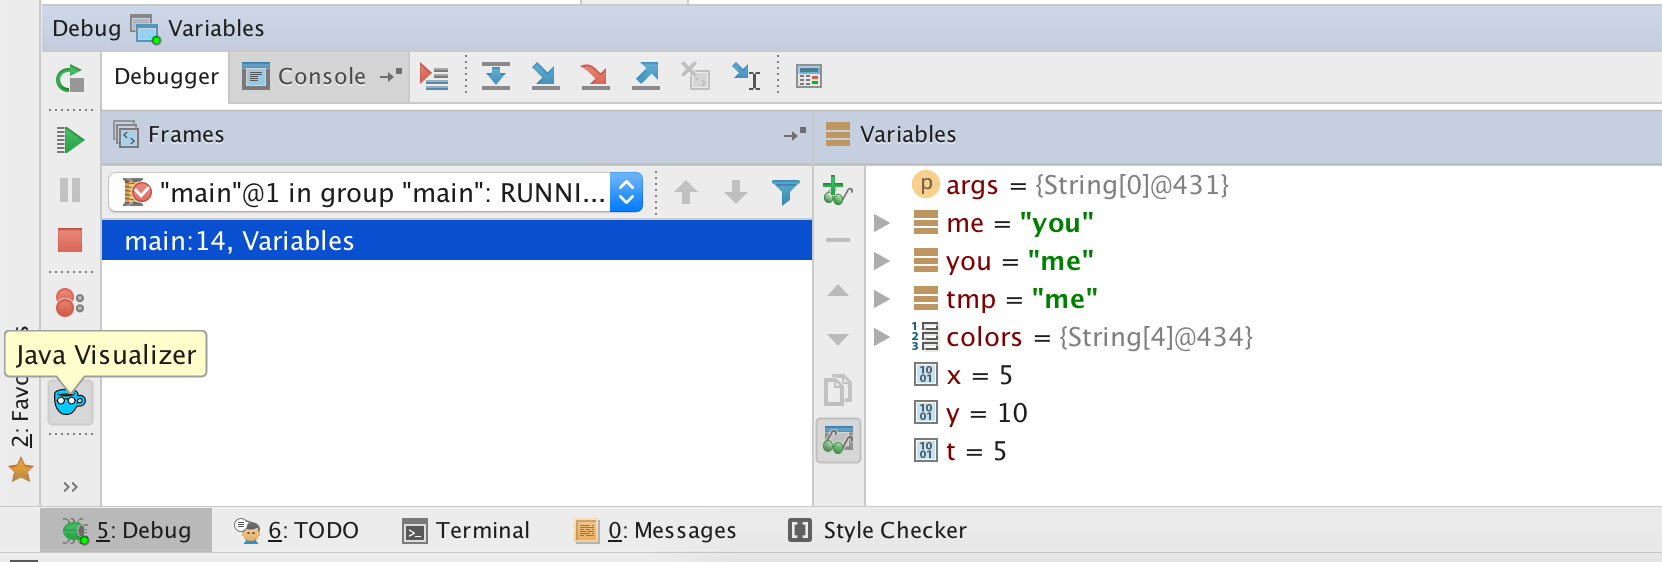 Debug Variables
Debugger Console
Frames
Variables
"main"@1 in group "main": RUNNI...
main:14, Variables
args = {String[0]@431}
me = "you"
you = "me"
tmp = "me"
colors = {String[4]@434}
x = 5
y = 10
t = 5
Java Visualizer
5: Debug 6: TODO Terminal 0: Messages Style Checker